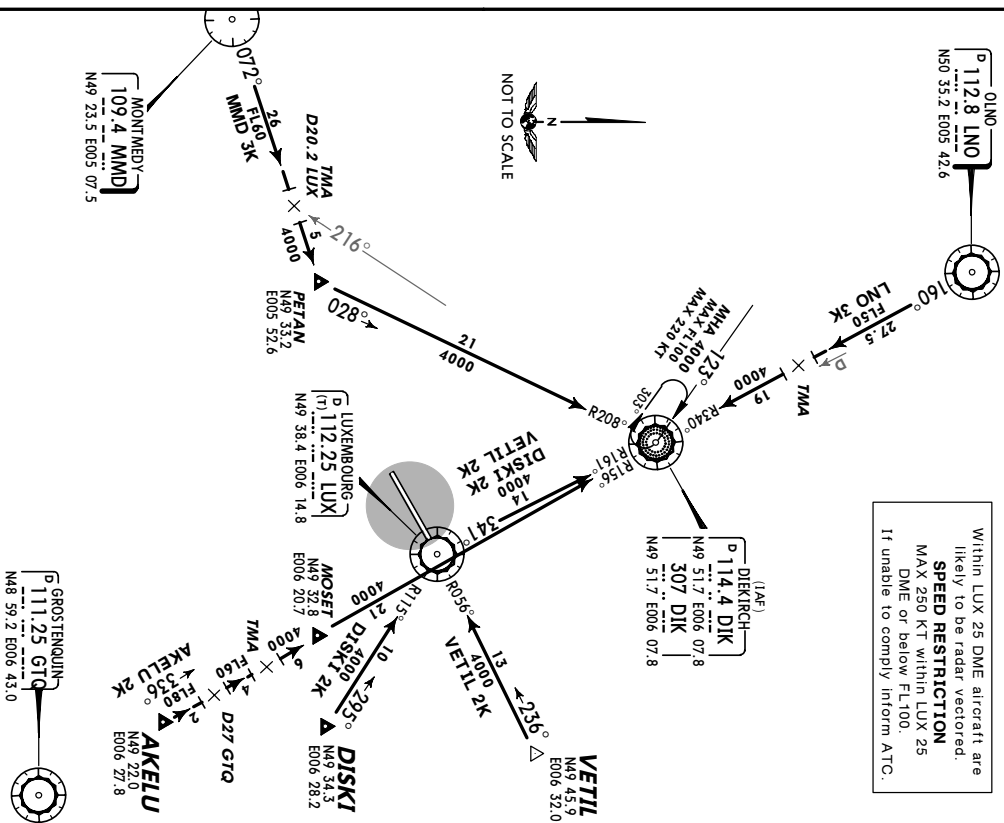 Within LUX 25 DME aircraft are
likely to be radar vectored.
SPEED RESTRICTION
MAX 250 KT within LUX 25
DME or below FL100.
If unable to comply inform ATC.
OLNO
D 112.8 LNO
N50 35.2 E005 42.6
160°
LNO 3K
FL50
27.5
D
TMA
4000
19
R340°
NOT TO SCALE
N
MONTMEDY
109.4 MMD
N49 23.5 E005 07.5
072°
26
FL60
MMD 3K
TMA
D20.2 LUX
216°
5
4000
PETAN
N49 33.2
E005 52.6
028°
21
4000
R208°
MHA 4000
MAX FL100
MAX 220 KT
123°
303°
(IAF)
DIEKIRCH
D 114.4 DIK
N49 51.7 E006 07.8
307 DIK
N49 51.7 E006 07.8
R156°
R161°
DISKI 2K
VETIL 2K
4000
14
341°
LUXEMBOURG
D
(T) 112.25 LUX
N49 38.4 E006 14.8
R056°
R115°
13
4000
VETIL 2K
236°
VETIL
N49 45.9
E006 32.0
10
4000
DISKI 2K
295°
DISKI
N49 34.3
E006 28.2
4000
21
MOSET
N49 32.8
E006 20.7
4000
6
TMA
FL60
4
D27 GTQ
FL80
2
336°
AKELU 2K
AKELU
N49 22.0
E006 27.8
GROSTENQUIN
D 111.25 GTQ
N48 59.2 E006 43.0